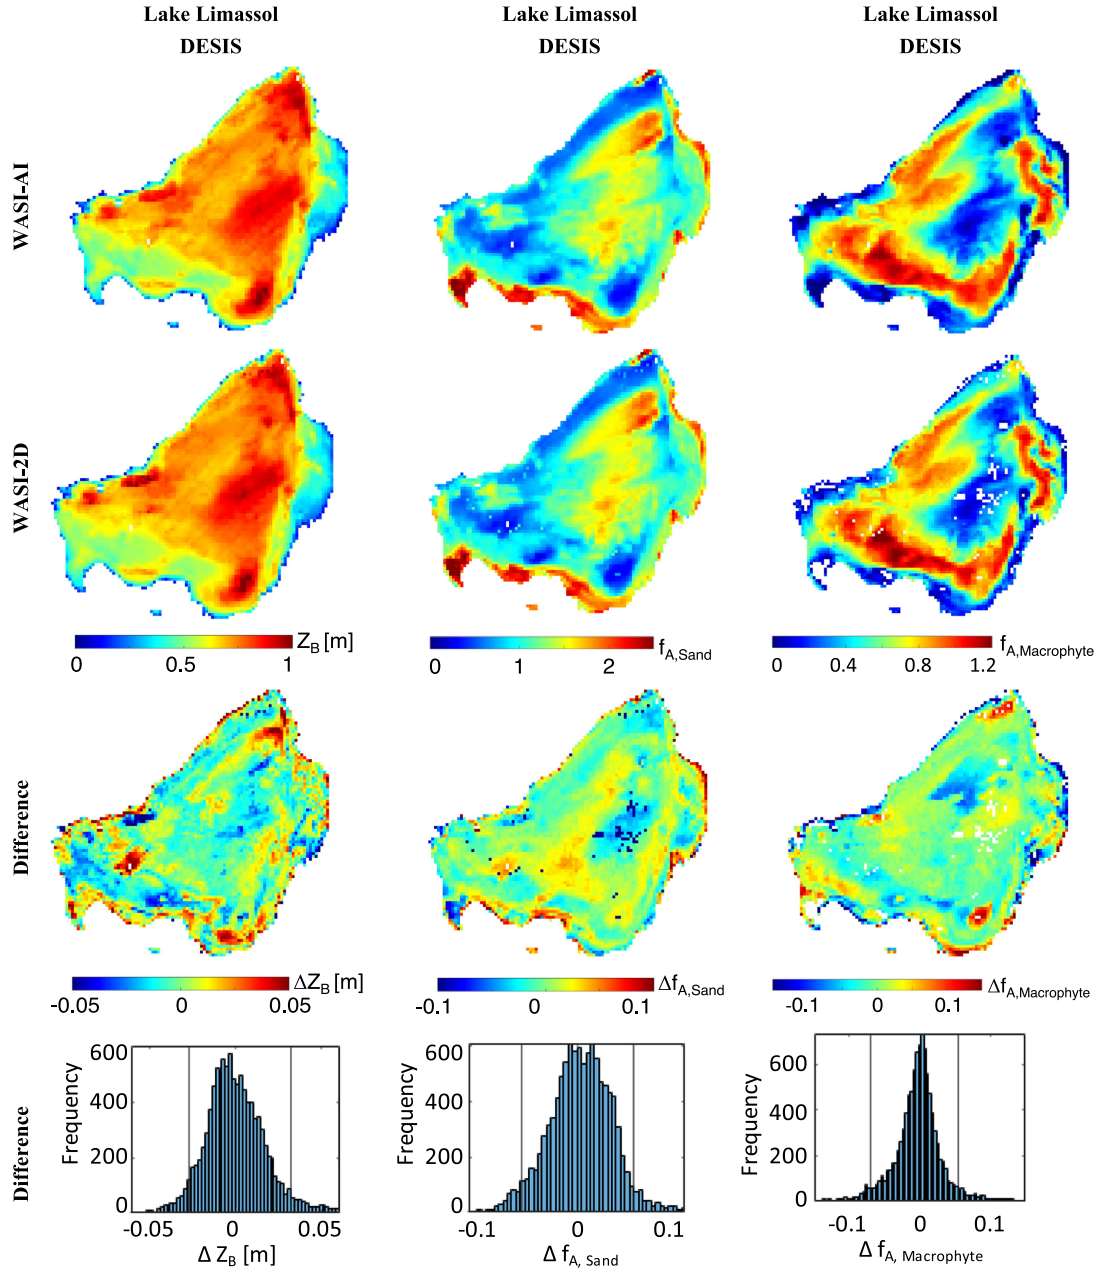 Lake Limassol Lake Limassol Lake Limassol
DESIS DESIS DESIS
WASI-AI
WASI-2D
0 0.5 1 Z_B [m]
0 1 2 f_A,Sand
0 0.4 0.8 1.2 f_A,Macrophyte
Difference
-0.05 0 0.05 ΔZ_B [m]
-0.1 0 0.1 Δf_A,Sand
-0.1 0 0.1 Δf_A,Macrophyte
Difference
Frequency
600
400
200
0
-0.05 0 0.05
Δ Z_B [m]
Frequency
600
400
200
0
-0.1 0 0.1
Δ f_A, Sand
Frequency
600
400
200
0
-0.1 0 0.1
Δ f_A, Macrophyte